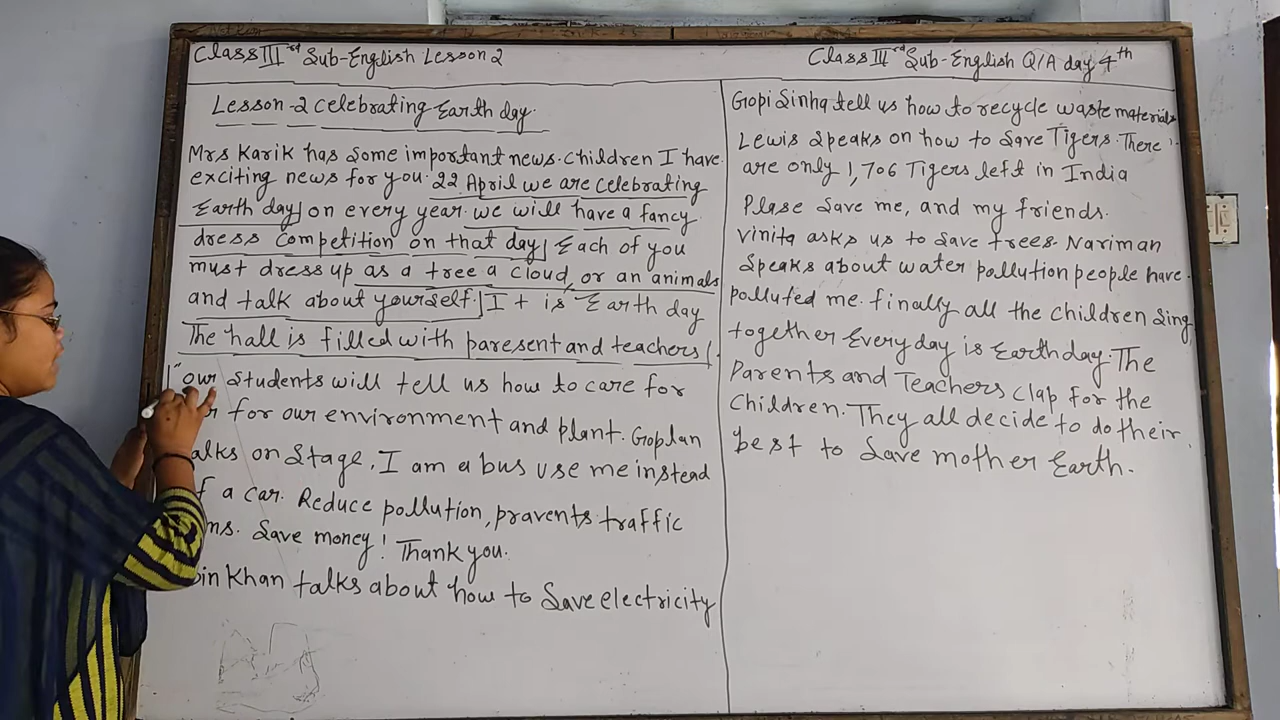 Class III rd Sub-English Lesson 2
Lesson-2 Celebrating Earth day.
Mrs Karik has Some important news. Children I have
exciting news for you. 22 April we are celebrating
Earth day on every year. we will have a fancy
dress competition on that day Each of you
must dress up as a tree a cloud, or an animals
and talk about yourself. It is Earth day
The hall is filled with paresent and teachers.
"our Students will tell us how to care for
for our environment and plant. Goplan
alks on Stage. I am a bus use me instead
f a car. Reduce pollution, pravents traffic
ms. Save money! Thank you.
in Khan talks about how to Save electricity
Class III rd Sub-English Q/A day 4th
Gopi Sinha tell us how to recycle waste materials
Lewis Speaks on how to Save Tigers. There
are only 1,706 Tigers left in India
Plase Save me, and my friends.
vinita asks us to Save trees. Nariman
Speaks about water pollution people have
polluted me. finally all the children Sing
together Everyday is Earthday. The
Parents and Teachers clap for the
Children. They all decide to do their
best to Save mother Earth.